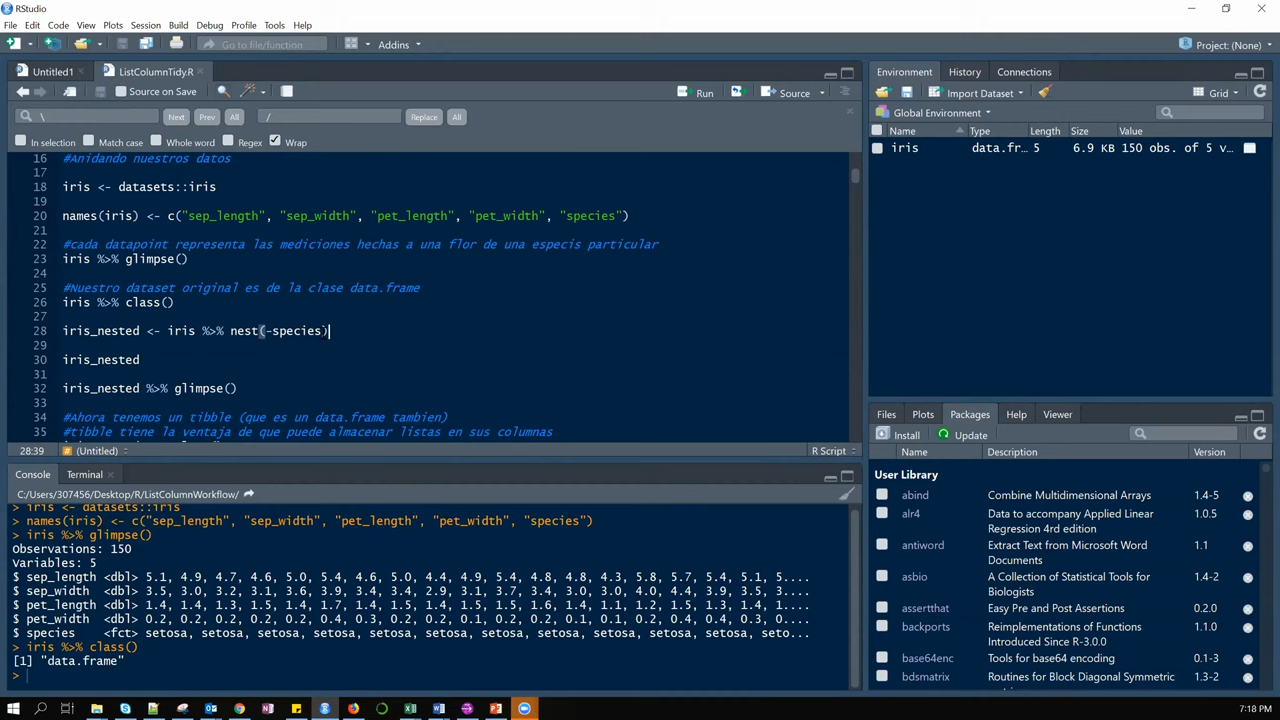 RStudio
File Edit Code View Plots Session Build Debug Profile Tools Help
Go to file/function Addins Project: (None)
Untitled1 ListColumnTidy.R
Source on Save Run Source
\ Next Prev All / Replace All
In selection Match case Whole word Regex Wrap
16 #Anidando nuestros datos
17
18 iris <- datasets::iris
19
20 names(iris) <- c("sep_length", "sep_width", "pet_length", "pet_width", "species")
21
22 #cada datapoint representa las mediciones hechas a una flor de una especis particular
23 iris %>% glimpse()
24
25 #Nuestro dataset original es de la clase data.frame
26 iris %>% class()
27
28 iris_nested <- iris %>% nest(-species)
29
30 iris_nested
31
32 iris_nested %>% glimpse()
33
34 #Ahora tenemos un tibble (que es un data.frame tambien)
35 #tibble tiene la ventaja de que puede almacenar listas en sus columnas
28:39 # (Untitled) R Script
Console Terminal
C:/Users/307456/Desktop/R/ListColumnWorkflow/
> iris <- datasets::iris
> names(iris) <- c("sep_length", "sep_width", "pet_length", "pet_width", "species")
> iris %>% glimpse()
Observations: 150
Variables: 5
$ sep_length <dbl> 5.1, 4.9, 4.7, 4.6, 5.0, 5.4, 4.6, 5.0, 4.4, 4.9, 5.4, 4.8, 4.8, 4.3, 5.8, 5.7, 5.4, 5.1, 5....
$ sep_width <dbl> 3.5, 3.0, 3.2, 3.1, 3.6, 3.9, 3.4, 3.4, 2.9, 3.1, 3.7, 3.4, 3.0, 3.0, 4.0, 4.4, 3.9, 3.5, 3....
$ pet_length <dbl> 1.4, 1.4, 1.3, 1.5, 1.4, 1.7, 1.4, 1.5, 1.4, 1.5, 1.5, 1.6, 1.4, 1.1, 1.2, 1.5, 1.3, 1.4, 1....
$ pet_width <dbl> 0.2, 0.2, 0.2, 0.2, 0.2, 0.4, 0.3, 0.2, 0.2, 0.1, 0.2, 0.2, 0.1, 0.1, 0.2, 0.4, 0.4, 0.3, 0....
$ species <fct> setosa, setosa, setosa, setosa, setosa, setosa, setosa, setosa, setosa, setosa, setosa, seto...
> iris %>% class()
[1] "data.frame"
>
Environment History Connections
Import Dataset Grid
Global Environment
Name Type Length Size Value
iris data.fr... 5 6.9 KB 150 obs. of 5 v...
Files Plots Packages Help Viewer
Install Update
Name Description Version
User Library
abind Combine Multidimensional Arrays 1.4-5
alr4 Data to accompany Applied Linear Regression 4rd edition 1.0.5
antiword Extract Text from Microsoft Word Documents 1.1
asbio A Collection of Statistical Tools for Biologists 1.4-2
assertthat Easy Pre and Post Assertions 0.2.0
backports Reimplementations of Functions Introduced Since R-3.0.0 1.1.0
base64enc Tools for base64 encoding 0.1-3
bdsmatrix Routines for Block Diagonal Symmetric 1.3-2
7:18 PM